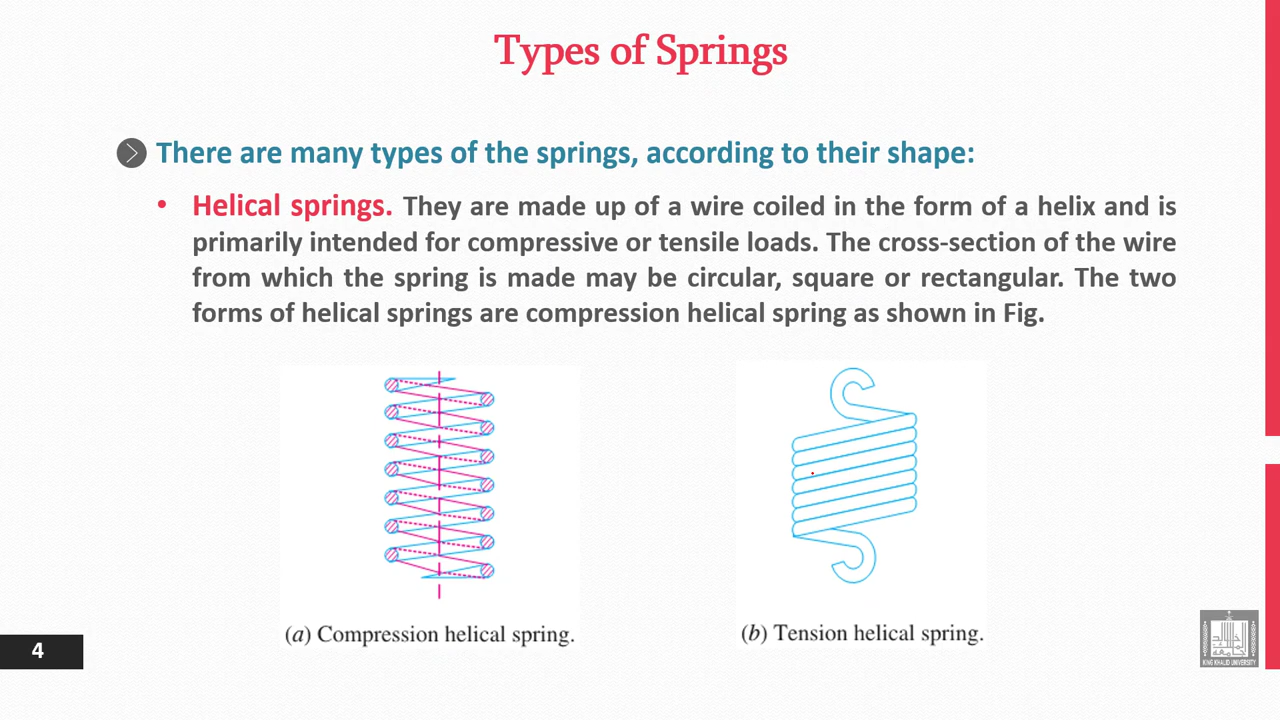 Types of Springs
There are many types of the springs, according to their shape:
• Helical springs. They are made up of a wire coiled in the form of a helix and is
primarily intended for compressive or tensile loads. The cross-section of the wire
from which the spring is made may be circular, square or rectangular. The two
forms of helical springs are compression helical spring as shown in Fig.
(a) Compression helical spring.
(b) Tension helical spring.
4
KING KHALID UNIVERSITY